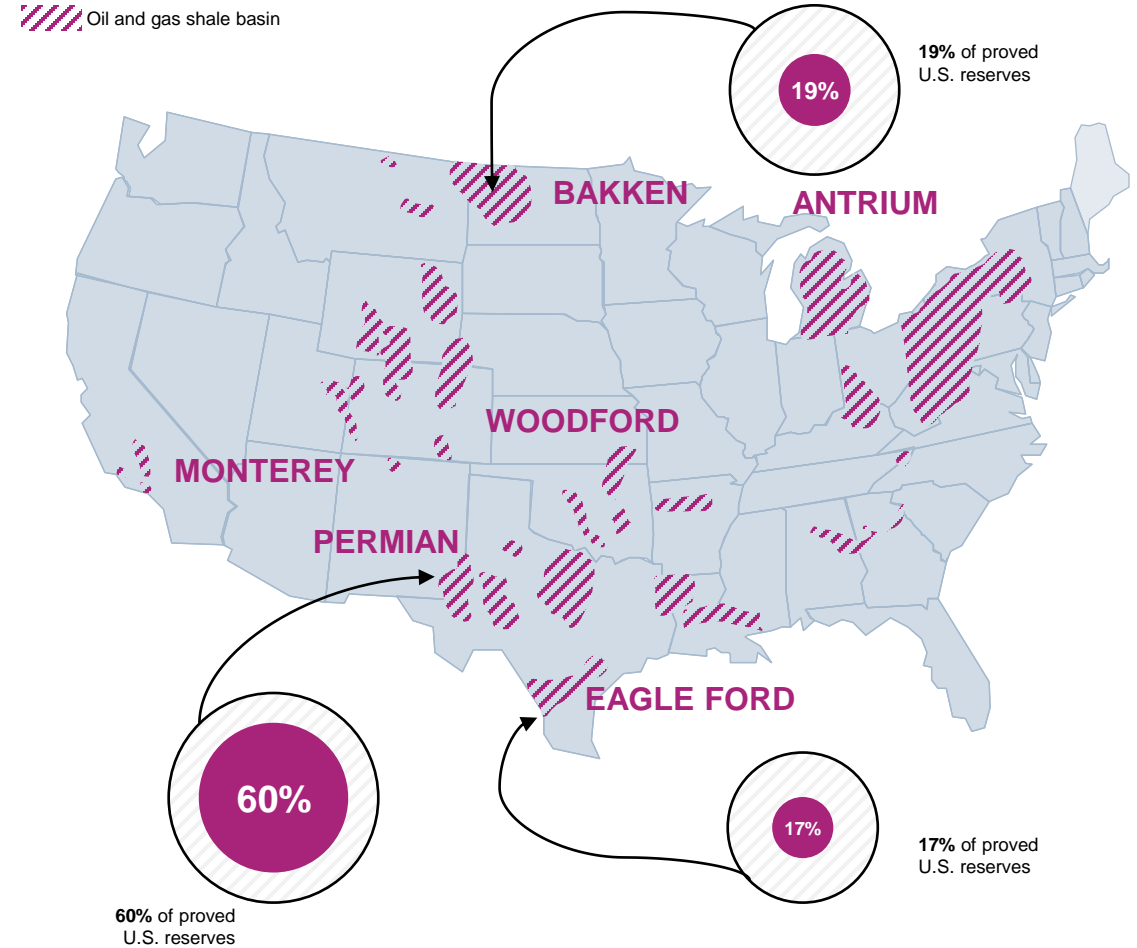 Oil and gas shale basin
19% of proved
U.S. reserves
19%
BAKKEN
ANTRIUM
WOODFORD
MONTEREY
PERMIAN
EAGLE FORD
60%
60% of proved
U.S. reserves
17%
17% of proved
U.S. reserves